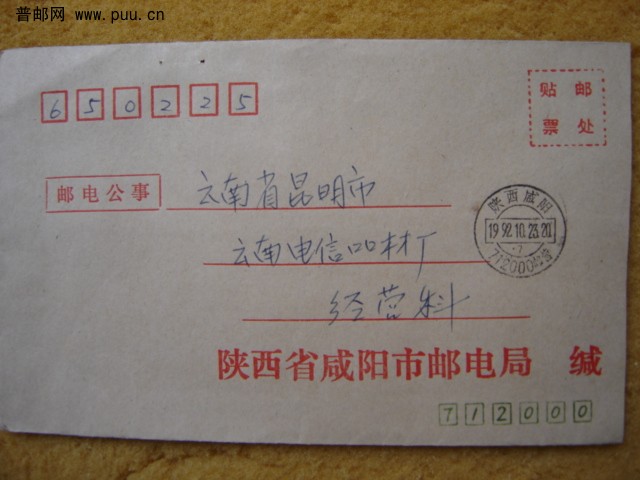 普邮网 www.puu.cn
650225
贴邮
票处
邮电公事
云南省昆明市
云南电信器材厂
经营科
陕西咸阳
1992.10.23.20
712000
陕西省咸阳市邮电局 缄
712000